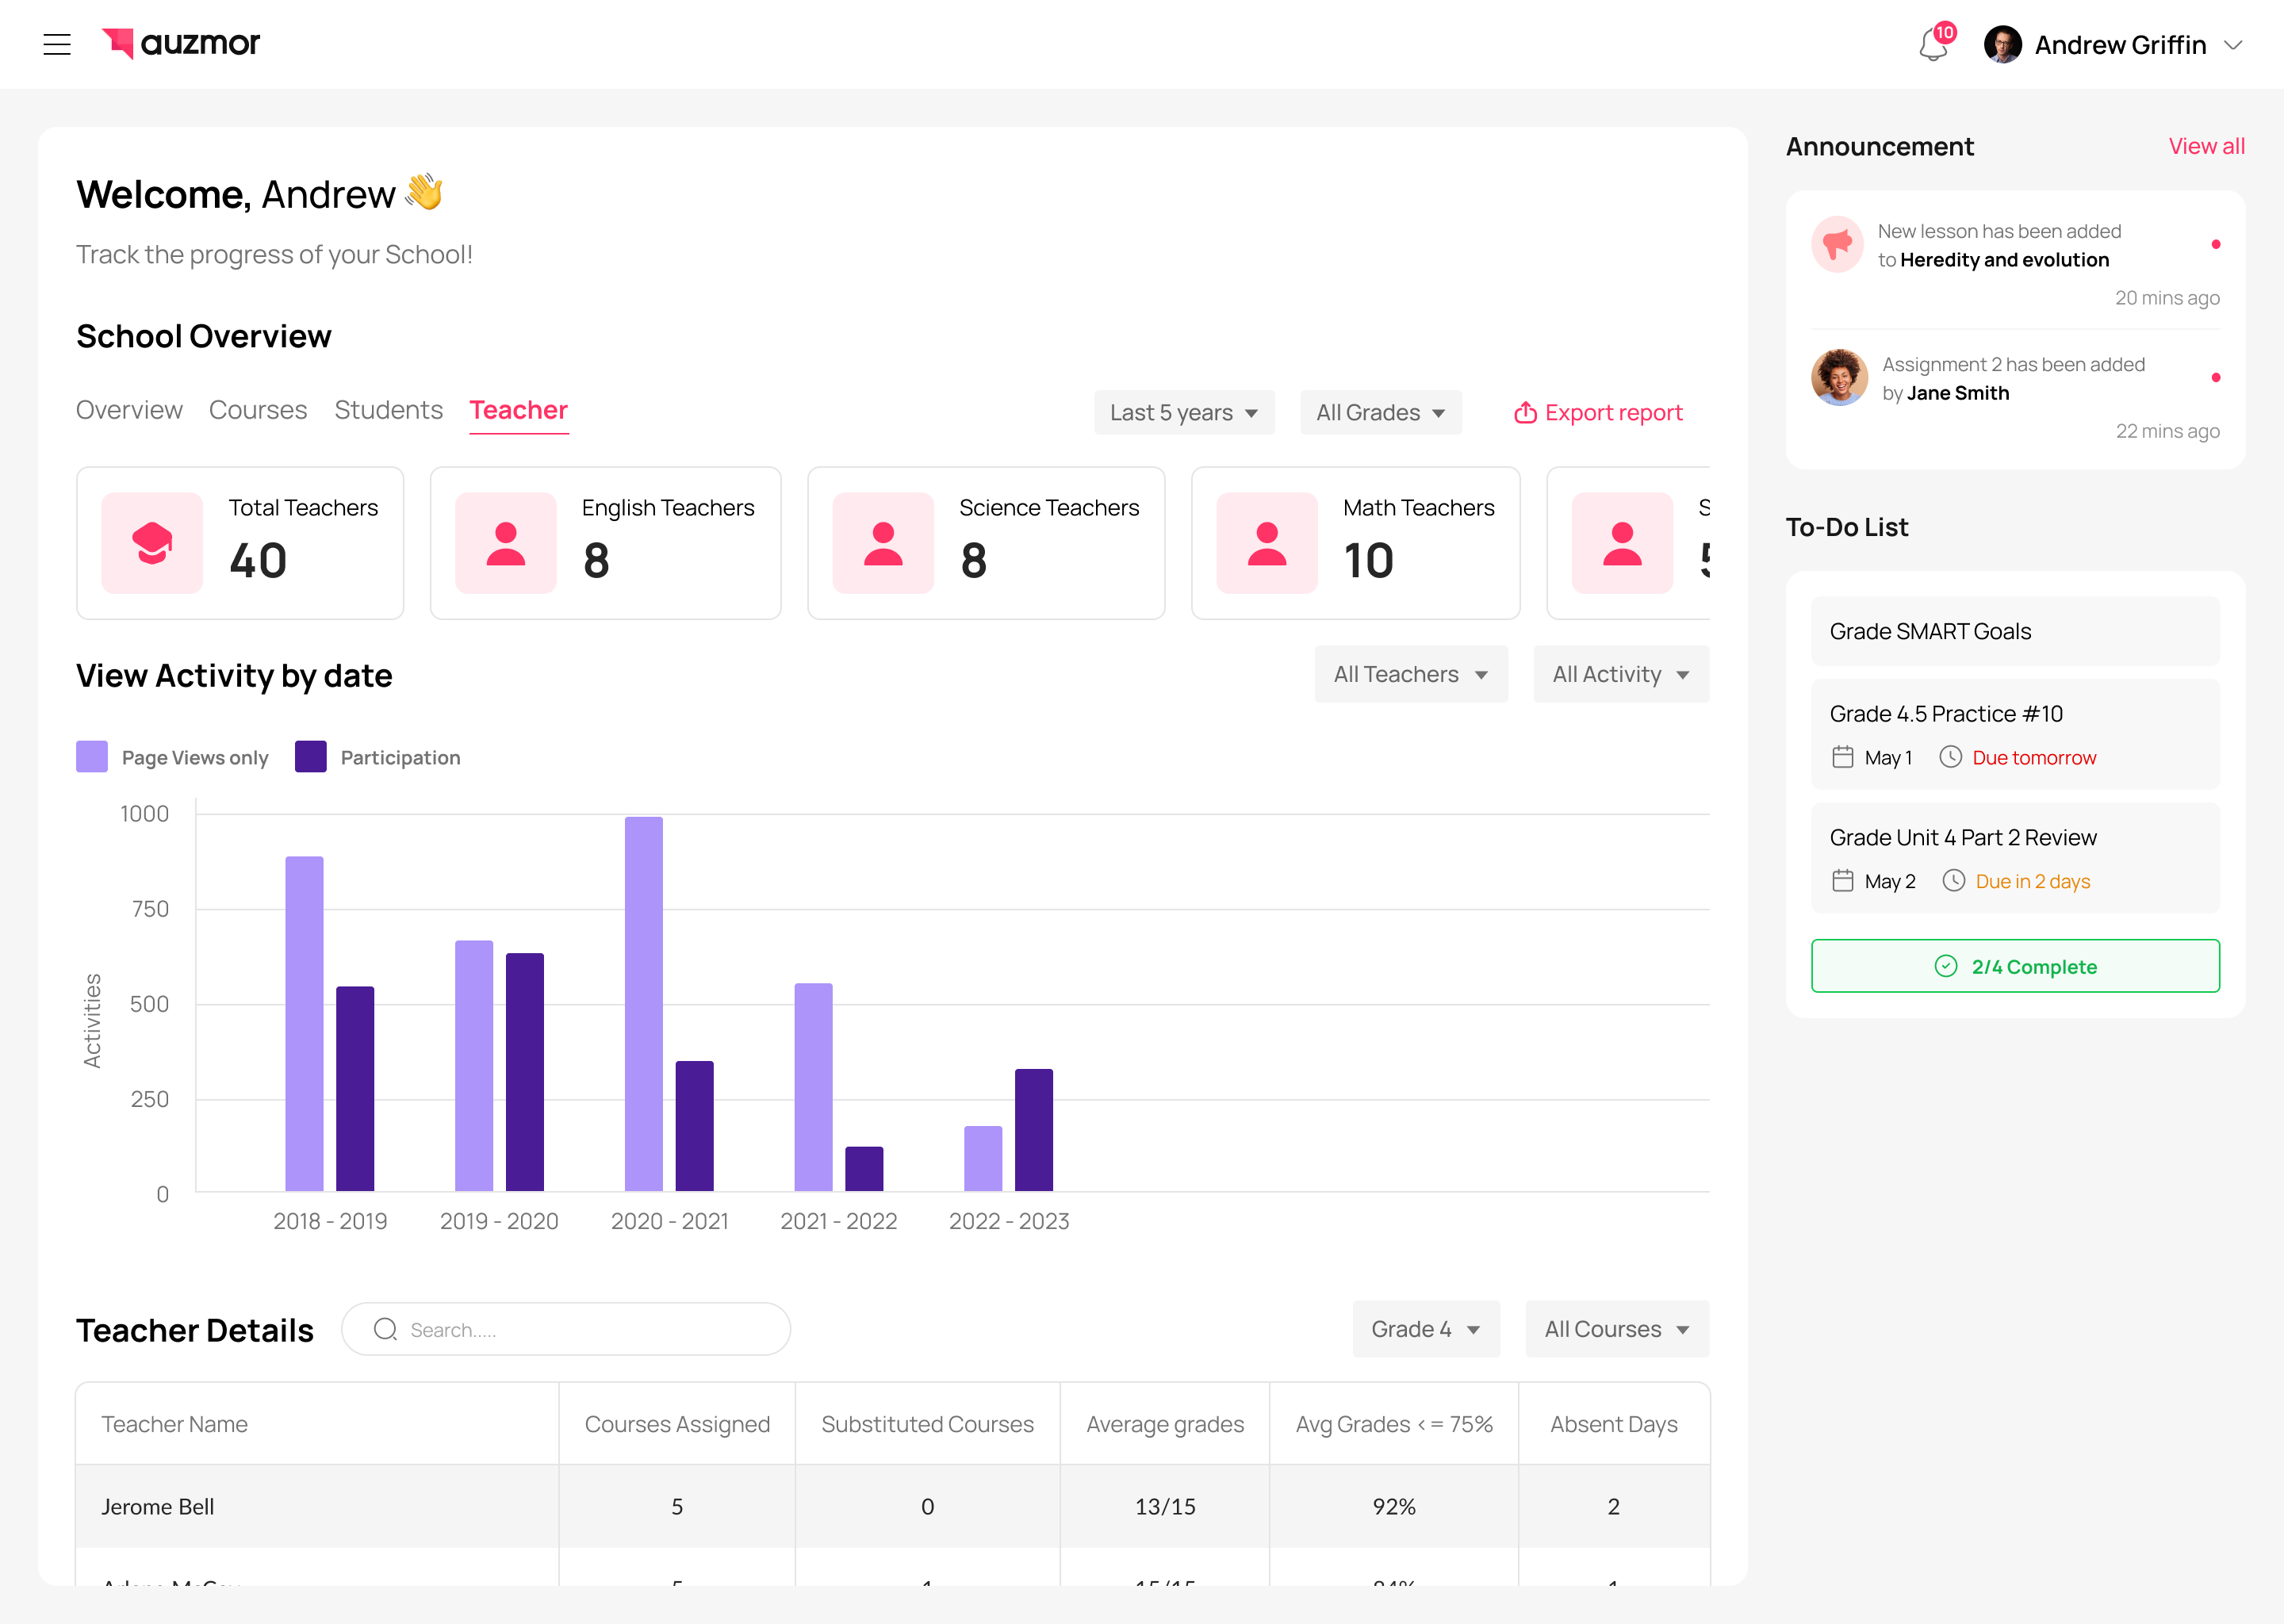 auzmor
10
Andrew Griffin
Welcome, Andrew
Track the progress of your School!
School Overview
Overview Courses Students Teacher
Last 5 years
All Grades
Export report
Total Teachers
40
English Teachers
8
Science Teachers
8
Math Teachers
10
View Activity by date
All Teachers
All Activity
Page Views only
Participation
1000
750
500
250
0
Activities
2018 - 2019
2019 - 2020
2020 - 2021
2021 - 2022
2022 - 2023
Teacher Details
Search.....
Grade 4
All Courses
Teacher Name Courses Assigned Substituted Courses Average grades Avg Grades <= 75% Absent Days
Jerome Bell 5 0 13/15 92% 2
Announcement
View all
New lesson has been added
to Heredity and evolution
20 mins ago
Assignment 2 has been added
by Jane Smith
22 mins ago
To-Do List
Grade SMART Goals
Grade 4.5 Practice #10
May 1 Due tomorrow
Grade Unit 4 Part 2 Review
May 2 Due in 2 days
2/4 Complete